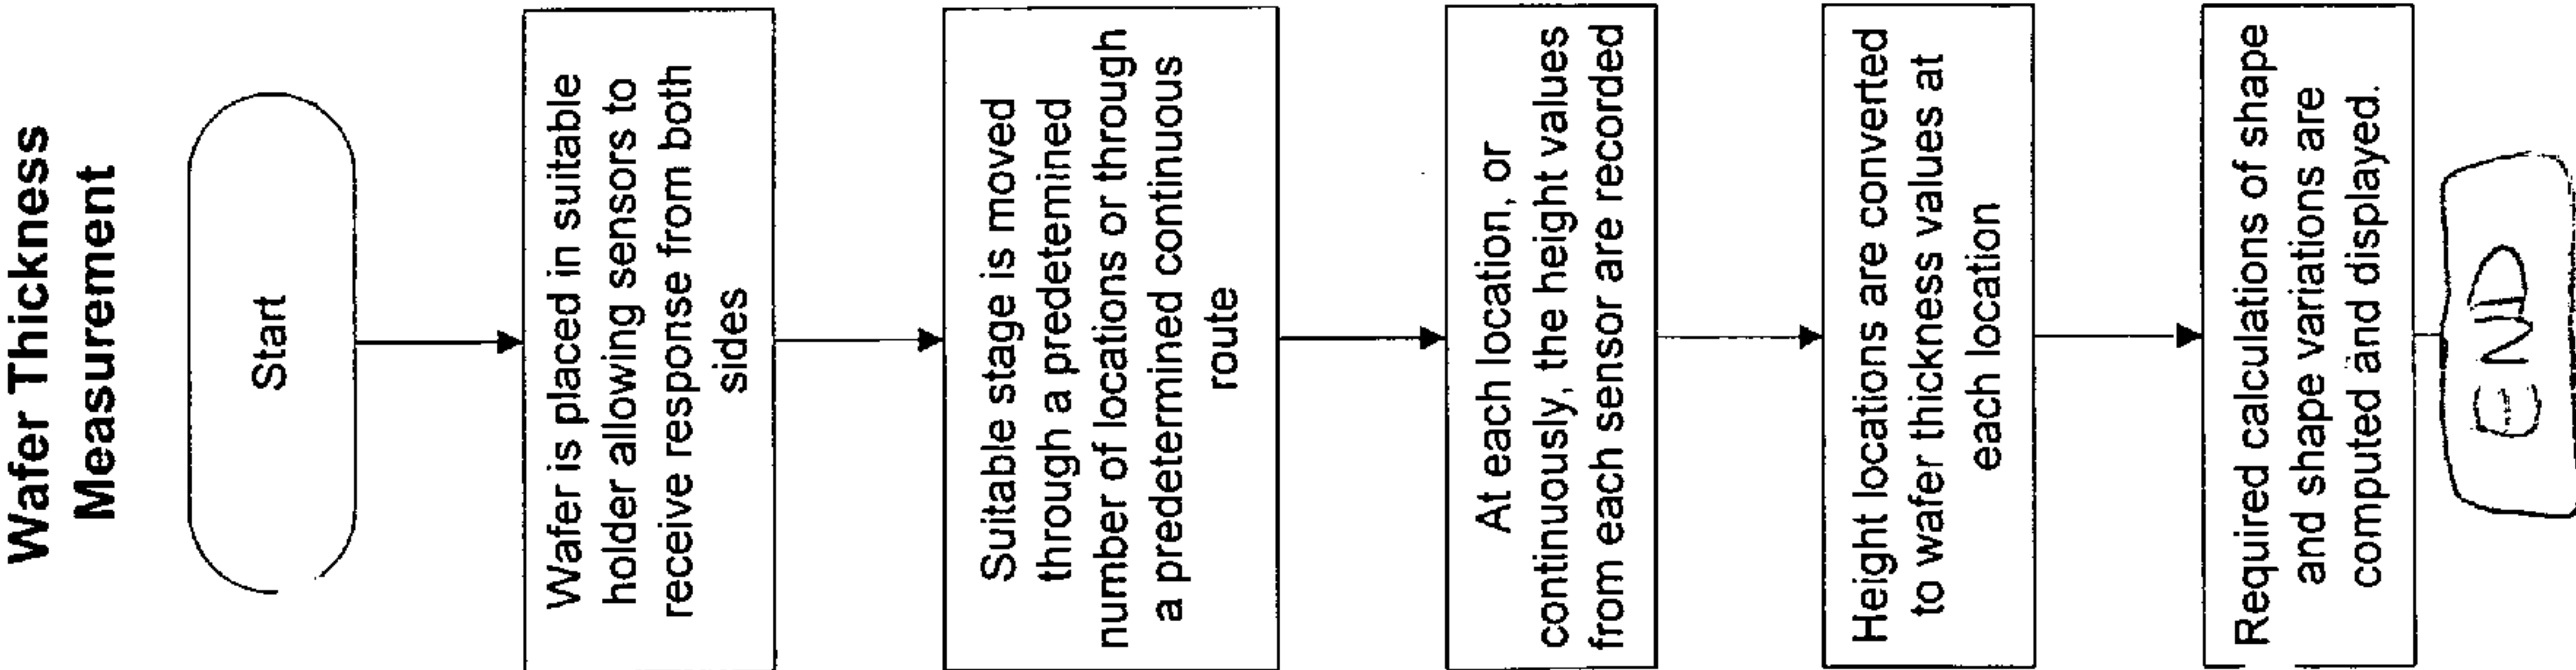 Wafer Thickness
Measurement
Start
Wafer is placed in suitable
holder allowing sensors to
receive response from both
sides
Suitable stage is moved
through a predetermined
number of locations or through
a predetermined continuous
route
At each location, or
continuously, the height values
from each sensor are recorded
Height locations are converted
to wafer thickness values at
each location
Required calculations of shape
and shape variations are
computed and displayed.
END